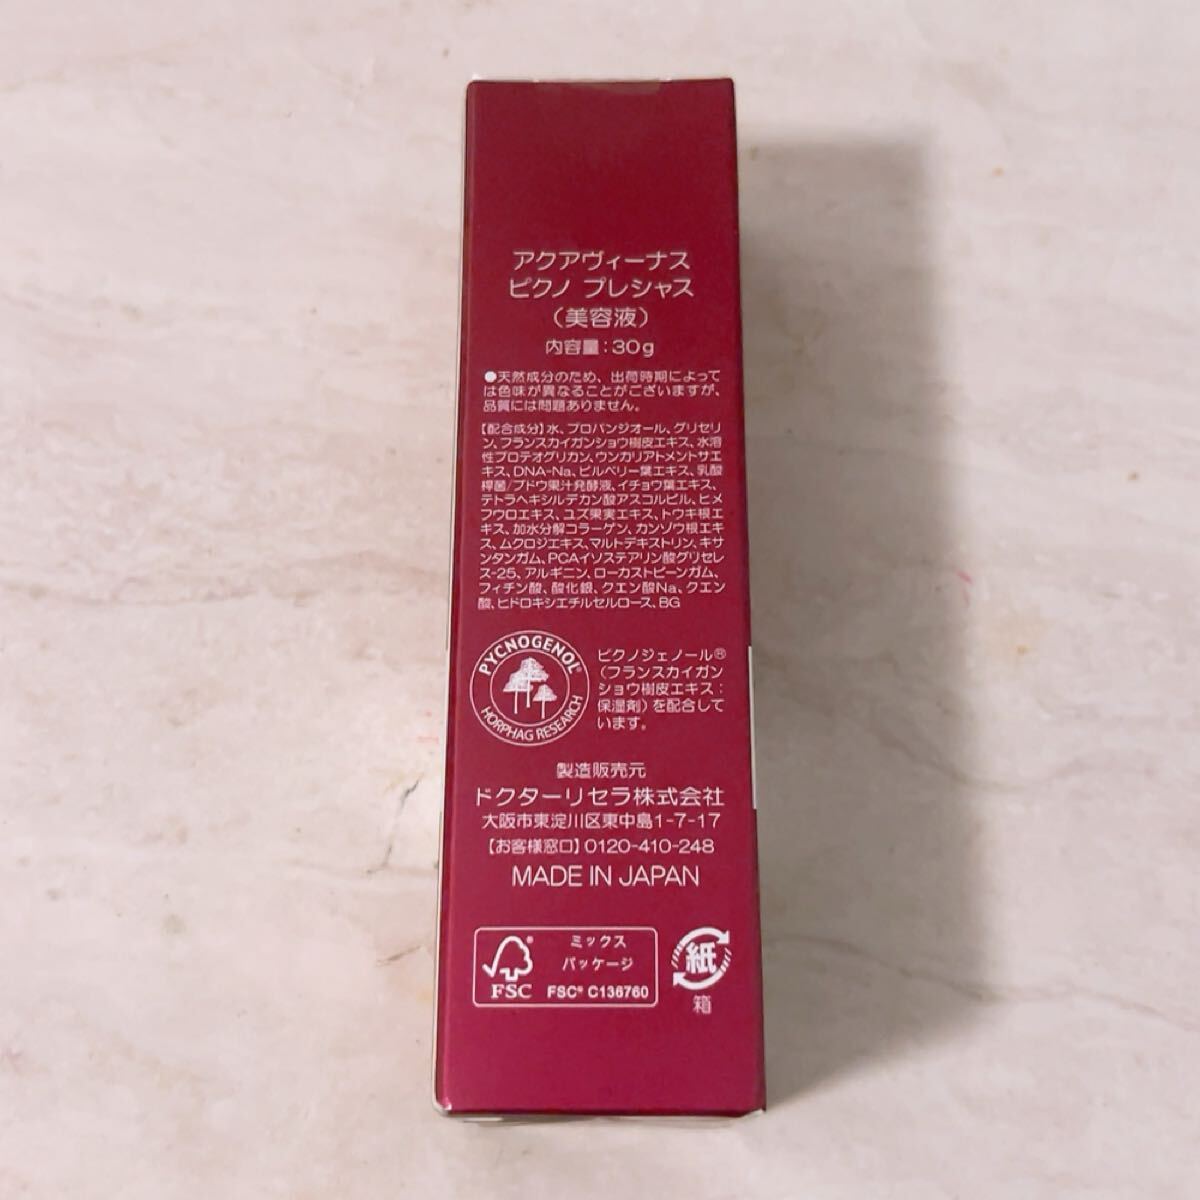 アクアヴィーナス
ピクノ プレシャス
（美容液）
内容量：30g
●天然成分のため、出荷時期によって
は色味が異なることがございますが、
品質には問題ありません。
【配合成分】水、プロパンジオール、グリセリ
ン、フランスカイガンショウ樹皮エキス、水溶
性プロテオグリカン、ウンカリアトメントサエ
キス、DNA-Na、ビルベリー葉エキス、乳酸
桿菌/ブドウ果汁発酵液、イチョウ葉エキス、
テトラヘキシルデカン酸アスコルビル、ヒメ
フウロエキス、ユズ果実エキス、トウキ根エ
キス、加水分解コラーゲン、カンゾウ根エキ
ス、ムクロジエキス、マルトデキストリン、キサ
ンタンガム、PCAイソステアリン酸グリセレ
ス-25、アルギニン、ローカストビーンガム、
フィチン酸、酸化銀、クエン酸Na、クエン
酸、ヒドロキシエチルセルロース、BG
PYCNOGENOL®
HORPHAG RESEARCH
ピクノジェノール®
（フランスカイガン
ショウ樹皮エキス：
保湿剤）を配合して
います。
製造販売元
ドクターリセラ株式会社
大阪市東淀川区東中島1-7-17
【お客様窓口】0120-410-248
MADE IN JAPAN
ミックス
パッケージ
FSC® C136760
FSC
紙
箱